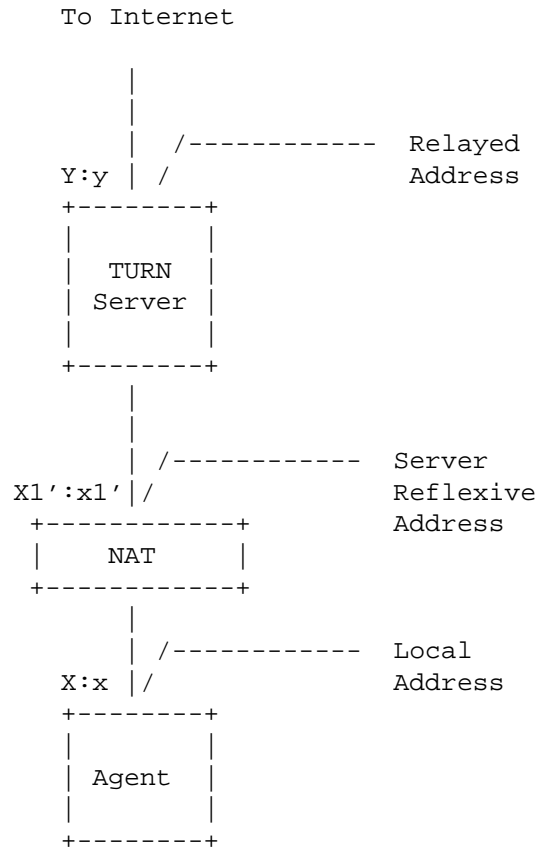 To Internet
Relayed
Y:y Address
TURN
Server
Server
X1':x1' Reflexive
Address
NAT
Local
X:x Address
Agent